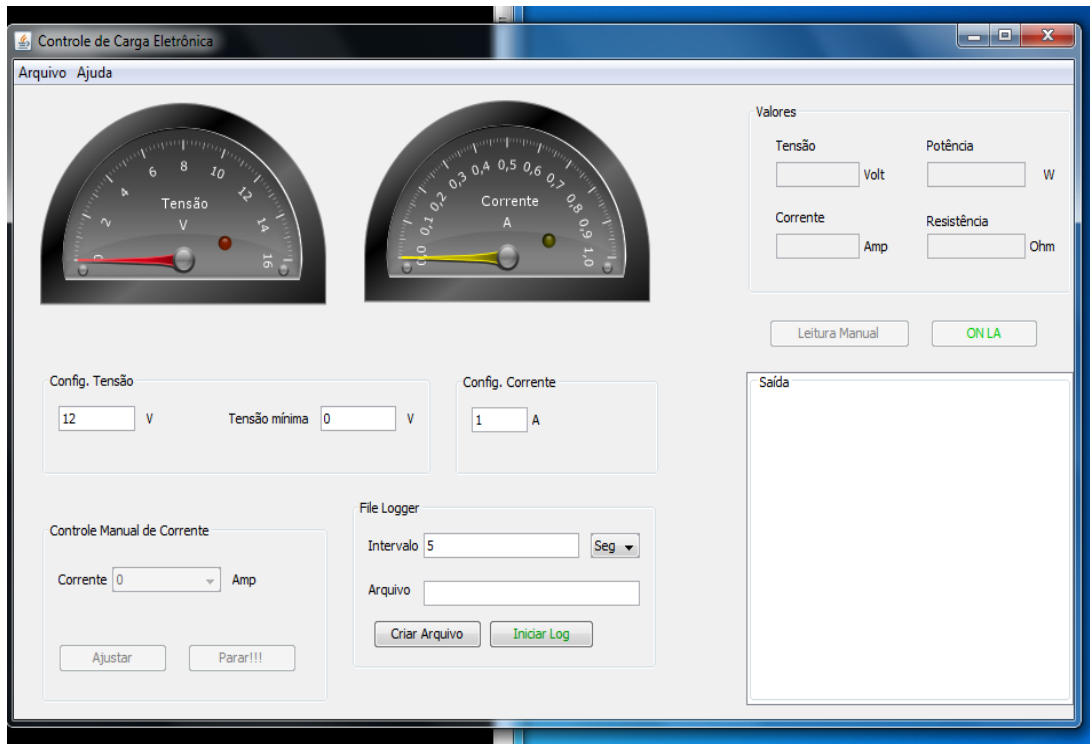 Controle de Carga Eletrônica
Arquivo Ajuda
0 2 4 6 8 10 12 14 16
Tensão
V
0,0 0,1 0,2 0,3 0,4 0,5 0,6 0,7 0,8 0,9 1,0
Corrente
A
Valores
Tensão Potência
Volt W
Corrente Resistência
Amp Ohm
Leitura Manual ON LA
Config. Tensão
12 V Tensão mínima 0 V
Config. Corrente
1 A
Saída
Controle Manual de Corrente
Corrente 0 Amp
Ajustar Parar!!!
File Logger
Intervalo 5 Seg
Arquivo
Criar Arquivo Iniciar Log